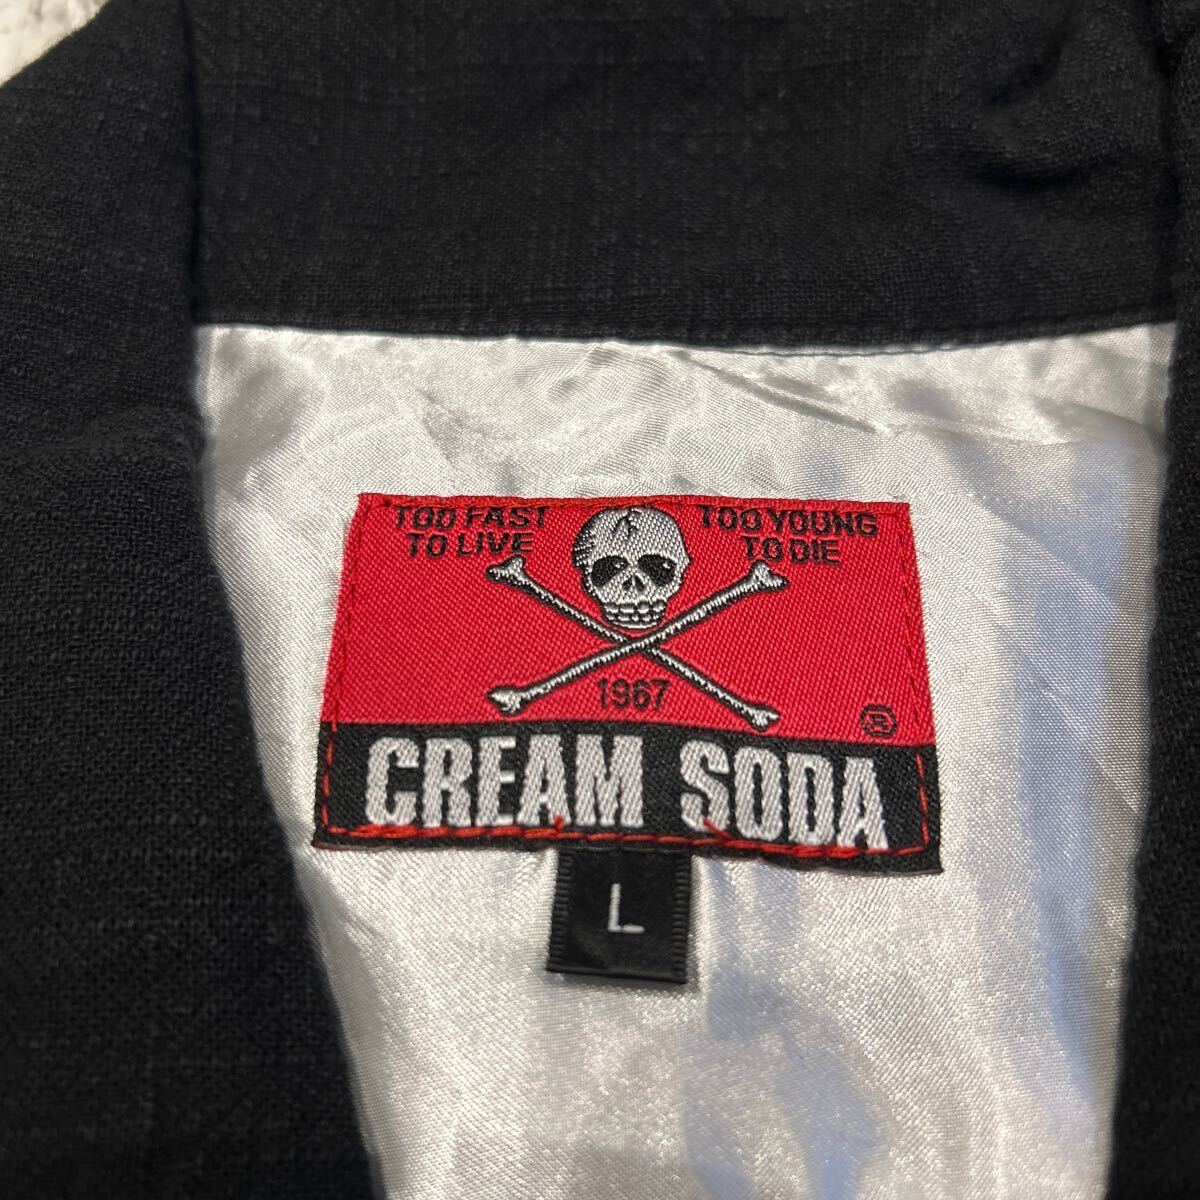 TOO FAST
TO LIVE
TOO YOUNG
TO DIE
1967
®
CREAM SODA
L